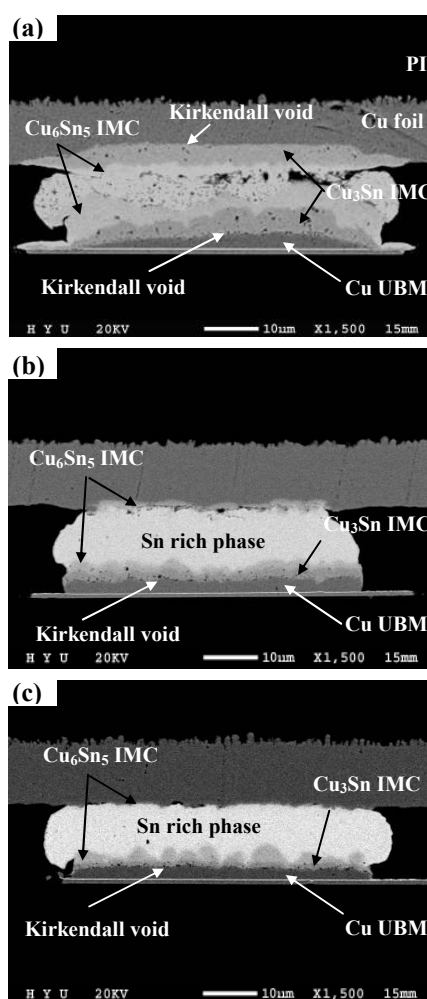 (a)
PI
Kirkendall void
Cu₆Sn₅ IMC
Cu foil
Cu₃Sn IMC
Kirkendall void
Cu UBM
H Y U 20KV 10um X1,500 15mm
(b)
Cu₆Sn₅ IMC
Sn rich phase
Cu₃Sn IMC
Kirkendall void
Cu UBM
H Y U 20KV 10um X1,500 15mm
(c)
Cu₆Sn₅ IMC
Cu₃Sn IMC
Sn rich phase
Kirkendall void
Cu UBM
H Y U 20KV 10um X1,500 15mm